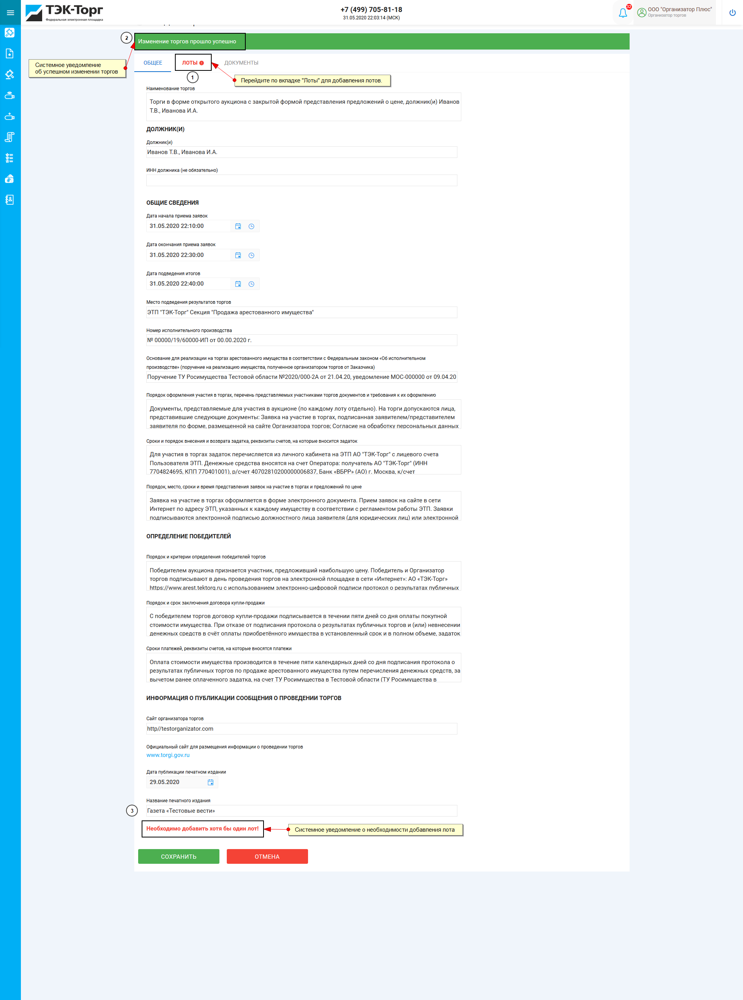 ТЭК-Торг
Федеральная электронная площадка
+7 (499) 705-81-18
31.05.2020 22:03:14 (МСК)
32
ООО "Организатор Плюс"
Организатор торгов
2
Изменение торгов прошло успешно
Системное уведомление
об успешном изменении торгов
ОБЩЕЕ
ЛОТЫ
ДОКУМЕНТЫ
1
Перейдите по вкладке "Лоты" для добавления лотов.
Наименование торгов
Торги в форме открытого аукциона с закрытой формой представления предложений о цене, должник(и) Иванов
Т.В., Иванова И.А.
ДОЛЖНИК(И)
Должник(и)
Иванов Т.В., Иванова И.А.
ИНН должника (не обязательно)
ОБЩИЕ СВЕДЕНИЯ
Дата начала приема заявок
31.05.2020 22:10:00
Дата окончания приема заявок
31.05.2020 22:30:00
Дата подведения итогов
31.05.2020 22:40:00
Место подведения результатов торгов
ЭТП "ТЭК-Торг" Секция "Продажа арестованного имущества"
Номер исполнительного производства
№ 00000/19/60000-ИП от 00.00.2020 г.
Основание для реализации на торгах арестованного имущества в соответствии с Федеральным законом «Об исполнительном
производстве» (поручение на реализацию имущества, полученное организатором торгов от Заказчика)
Поручение ТУ Росимущества Тестовой области №2020/000-2А от 21.04.20, уведомление МОС-000000 от 09.04.20
Порядок оформления участия в торгах, перечень представляемых участниками торгов документов и требования к их оформлению
Документы, представляемые для участия в аукционе (по каждому лоту отдельно). На торги допускаются лица,
представившие следующие документы: Заявка на участие в торгах, подписанная заявителем/представителем
заявителя по форме, размещенной на сайте Организатора торгов; Согласие на обработку персональных данных
Сроки и порядок внесения и возврата задатка, реквизиты счетов, на которые вносится задаток
Для участия в торгах задаток перечисляется из личного кабинета на ЭТП АО "ТЭК-Торг" с лицевого счета
Пользователя ЭТП. Денежные средства вносятся на счет Оператора: получатель АО "ТЭК-Торг" (ИНН
7704824695, КПП 770401001), р/счет 40702810200000006837, Банк «ВБРР» (АО) г. Москва, к/счет
Порядок, место, сроки и время представления заявок на участие в торгах и предложений по цене
Заявка на участие в торгах оформляется в форме электронного документа. Прием заявок на сайте в сети
Интернет по адресу ЭТП, указанных к каждому имуществу в соответствии с регламентом работы ЭТП. Заявки
подписываются электронной подписью должностного лица заявителя (для юридических лиц) или электронной
ОПРЕДЕЛЕНИЕ ПОБЕДИТЕЛЕЙ
Порядок и критерии определения победителей торгов
Победителем аукциона признается участник, предложивший наибольшую цену. Победитель и Организатор
торгов подписывают в день проведения торгов на электронной площадке в сети «Интернет»: АО «ТЭК-Торг»
https://www.arest.tektorg.ru с использованием электронно-цифровой подписи протокол о результатах публичных
Порядок и срок заключения договора купли-продажи
С победителем торгов договор купли-продажи подписывается в течении пяти дней со дня оплаты покупной
стоимости имущества. При отказе от подписания протокола о результатах публичных торгов и (или) невнесении
денежных средств в счёт оплаты приобретённого имущества в установленный срок и в полном объеме, задаток
Сроки платежей, реквизиты счетов, на которые вносятся платежи
Оплата стоимости имущества производится в течение пяти календарных дней со дня подписания протокола о
результатах публичных торгов по продаже арестованного имущества путем перечисления денежных средств, за
вычетом ранее оплаченного задатка, на счет ТУ Росимущества в Тестовой области (ТУ Росимущества в
ИНФОРМАЦИЯ О ПУБЛИКАЦИИ СООБЩЕНИЯ О ПРОВЕДЕНИИ ТОРГОВ
Сайт организатора торгов
http//testorganizator.com
Официальный сайт для размещения информации о проведении торгов
www.torgi.gov.ru
Дата публикации печатном издании
29.05.2020
Название печатного издания
3
Газета «Тестовые вести»
Необходимо добавить хотя бы один лот!
Системное уведомление о необходимости добавления лота
СОХРАНИТЬ
ОТМЕНА